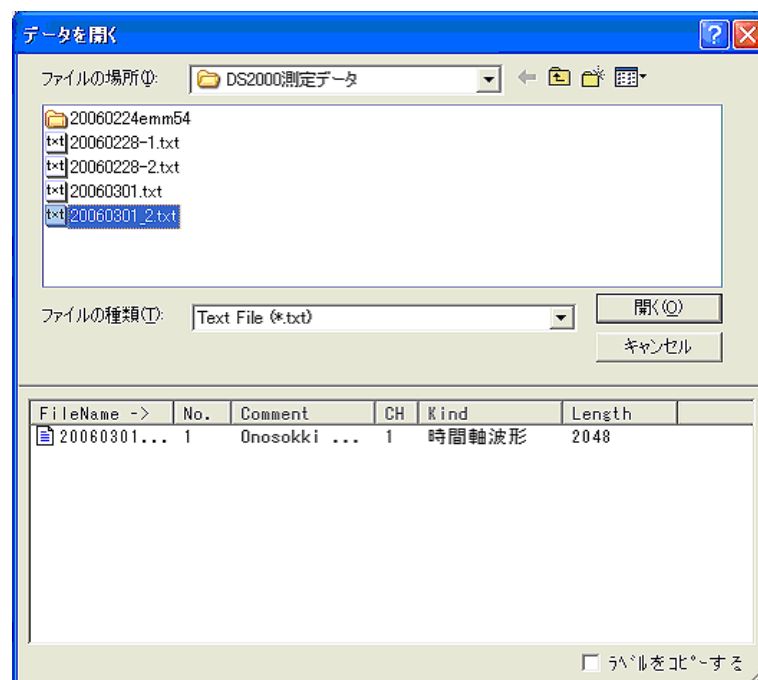 データを開く
ファイルの場所(I):
DS2000測定データ
20060224emm54
txt 20060228-1.txt
txt 20060228-2.txt
txt 20060301.txt
txt 20060301_2.txt
ファイルの種類(T):
Text File (*.txt)
開く(O)
キャンセル
FileName -> No. Comment CH Kind Length
20060301... 1 Onosokki ... 1 時間軸波形 2048
ラベルをコピーする